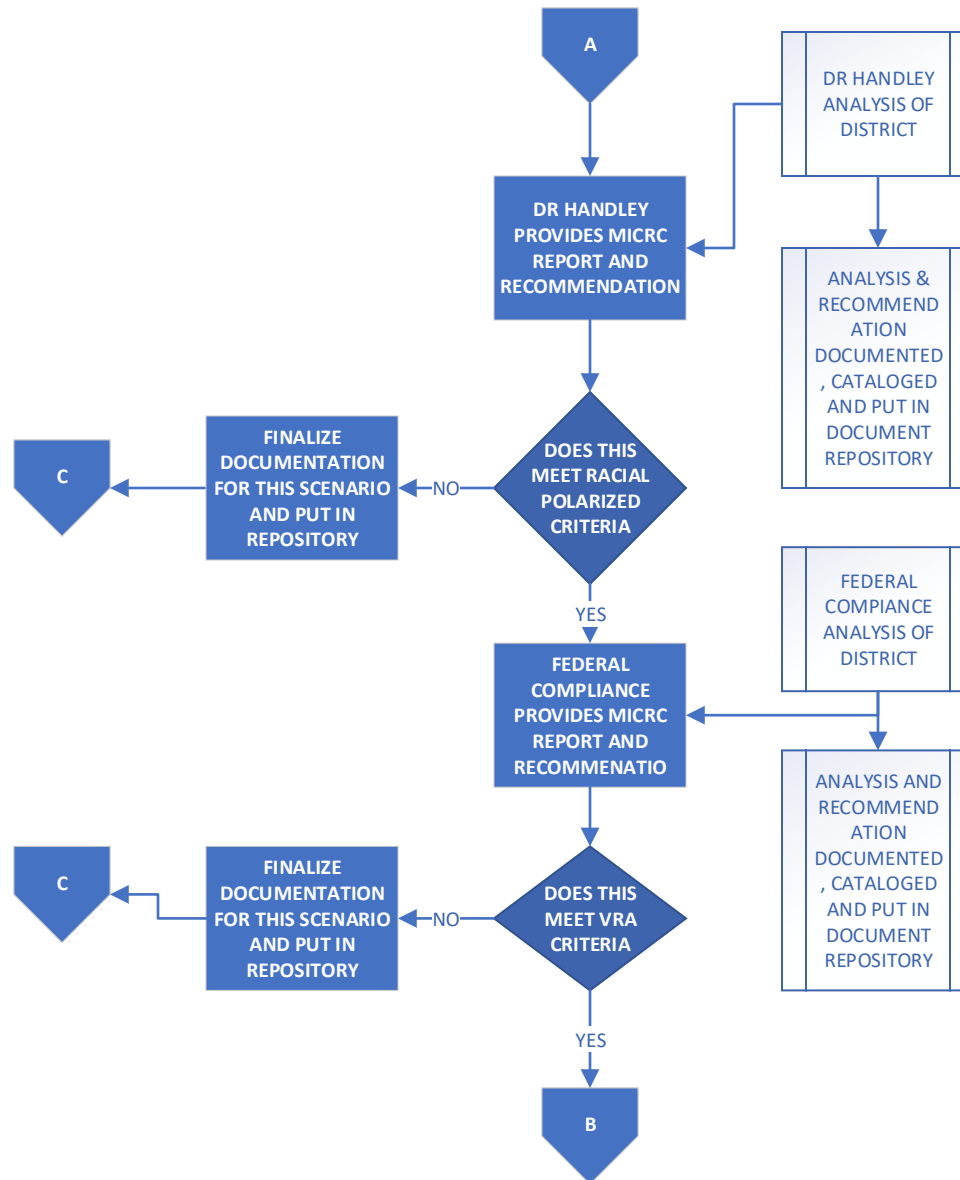 A
DR HANDLEY
ANALYSIS OF
DISTRICT
DR HANDLEY
PROVIDES MICRC
REPORT AND
RECOMMENDATION
ANALYSIS &
RECOMMEND
ATION
DOCUMENTED
, CATALOGED
AND PUT IN
DOCUMENT
REPOSITORY
C
FINALIZE
DOCUMENTATION
FOR THIS SCENARIO
AND PUT IN
REPOSITORY
NO
DOES THIS
MEET RACIAL
POLARIZED
CRITERIA
YES
FEDERAL
COMPIANCE
ANALYSIS OF
DISTRICT
FEDERAL
COMPLIANCE
PROVIDES MICRC
REPORT AND
RECOMMENATIO
ANALYSIS AND
RECOMMEND
ATION
DOCUMENTED
, CATALOGED
AND PUT IN
DOCUMENT
REPOSITORY
C
FINALIZE
DOCUMENTATION
FOR THIS SCENARIO
AND PUT IN
REPOSITORY
NO
DOES THIS
MEET VRA
CRITERIA
YES
B